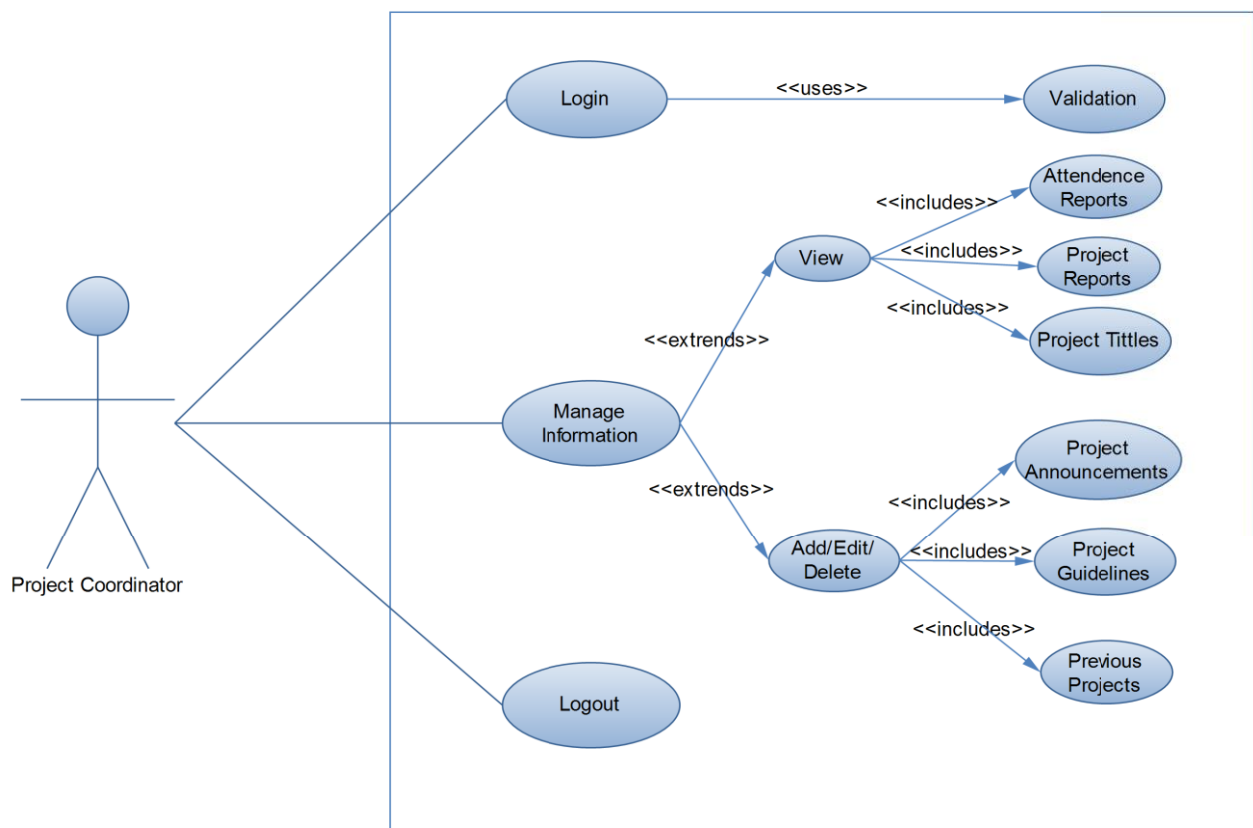 Login
<<uses>>
Validation
Attendence
Reports
<<includes>>
View
<<includes>>
Project
Reports
<<includes>>
Project Tittles
<<extrends>>
Manage
Information
Project
Announcements
<<extrends>>
<<includes>>
Add/Edit/
Delete
<<includes>>
Project
Guidelines
Project Coordinator
<<includes>>
Previous
Projects
Logout